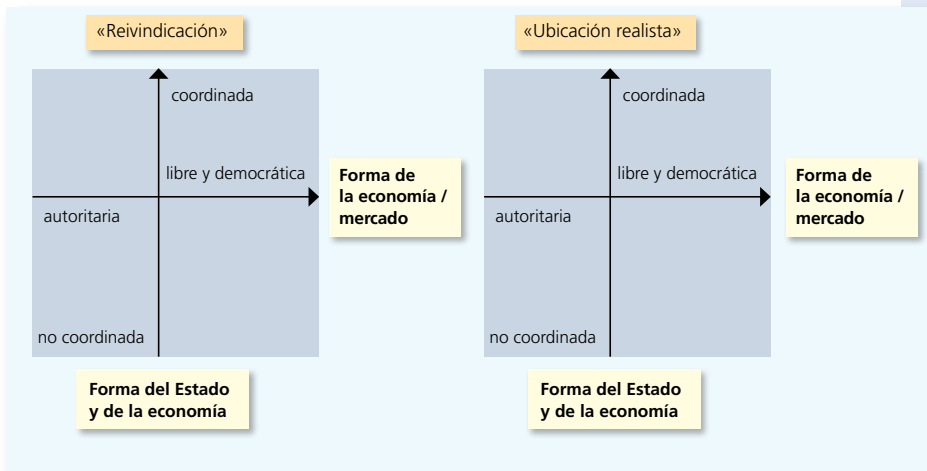 «Reivindicación»
coordinada
libre y democrática
autoritaria
no coordinada
Forma de
la economía /
mercado
Forma del Estado
y de la economía
«Ubicación realista»
coordinada
libre y democrática
autoritaria
no coordinada
Forma de
la economía /
mercado
Forma del Estado
y de la economía